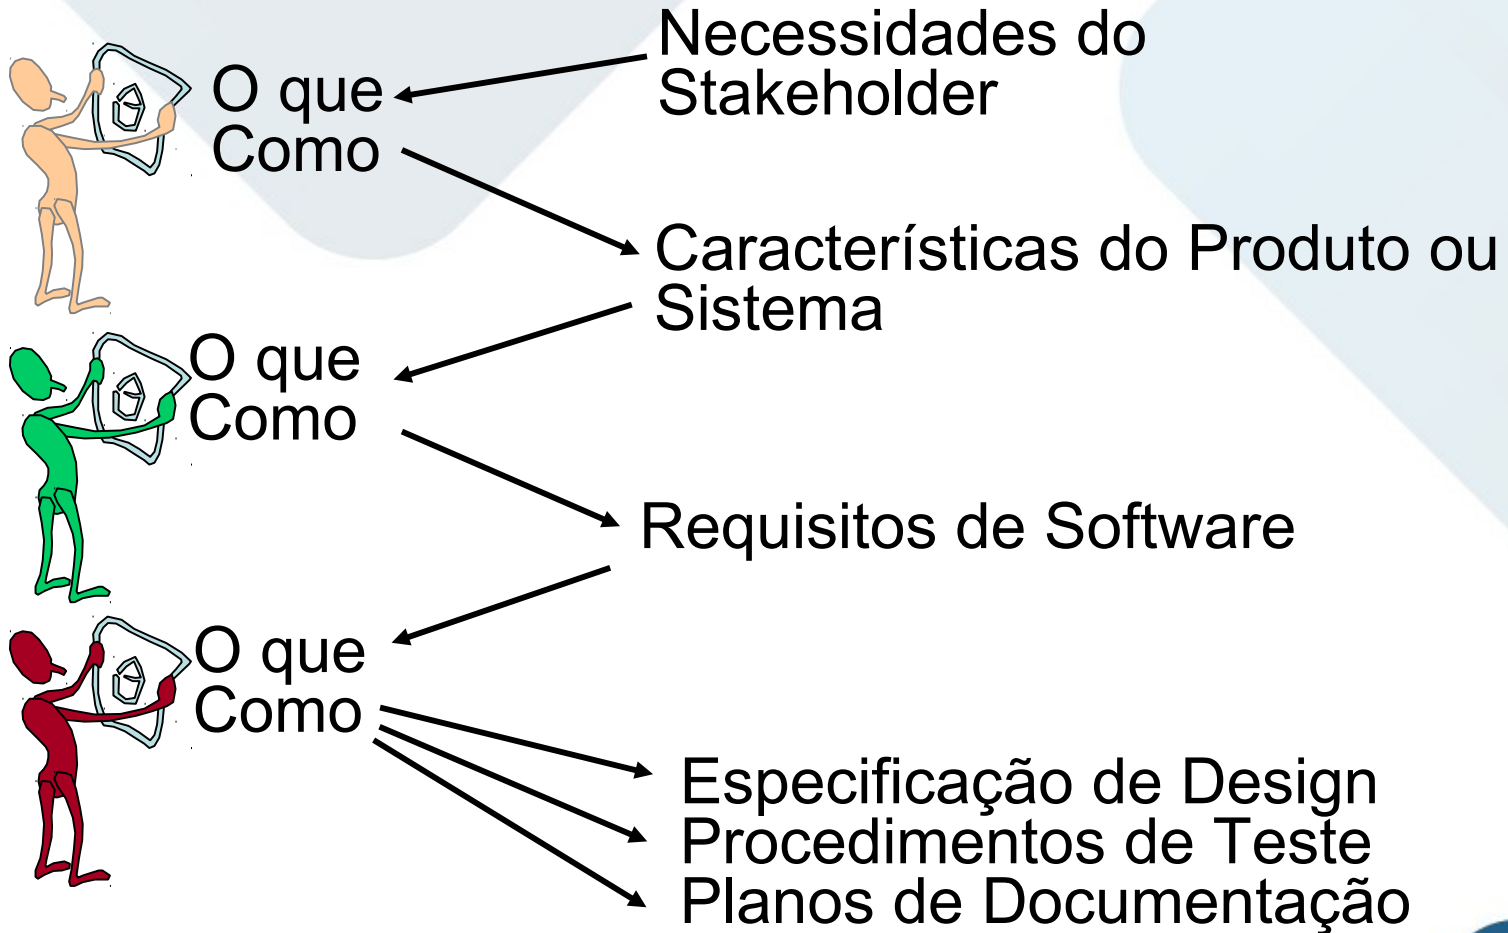 Necessidades do
Stakeholder
O que
Como
Características do Produto ou
Sistema
O que
Como
Requisitos de Software
O que
Como
Especificação de Design
Procedimentos de Teste
Planos de Documentação